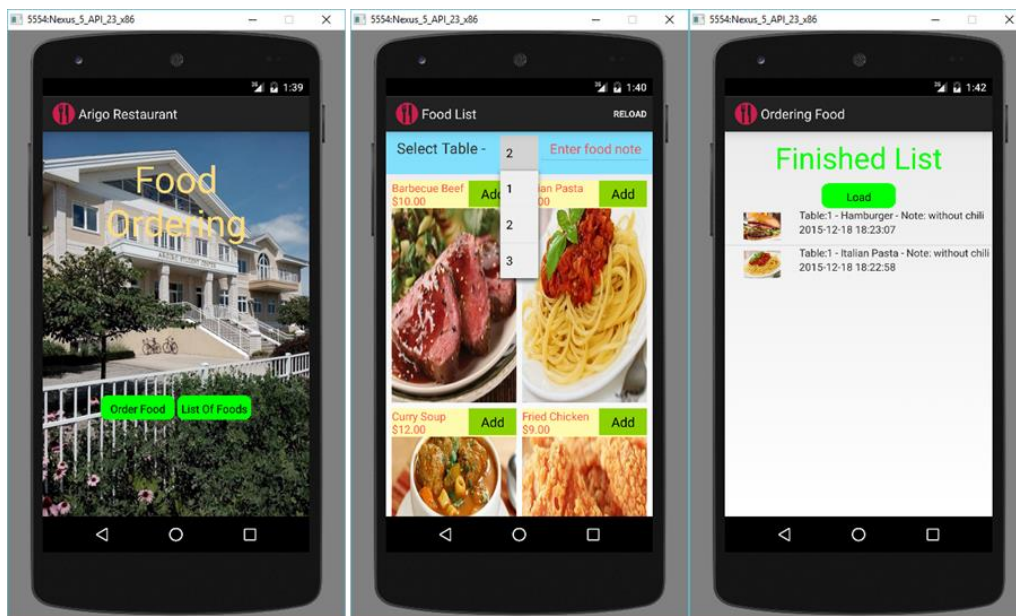 5554:Nexus_5_API_23_x86
1:39
Arigo Restaurant
Food
Ordering
Order Food
List Of Foods
5554:Nexus_5_API_23_x86
1:40
Food List
RELOAD
Select Table -
2
Enter food note
1
2
3
Barbecue Beef
$10.00
Add
Pasta
Add
Curry Soup
$12.00
Add
Fried Chicken
$9.00
Add
5554:Nexus_5_API_23_x86
1:42
Ordering Food
Finished List
Load
Table:1 - Hamburger - Note: without chili
2015-12-18 18:23:07
Table:1 - Italian Pasta - Note: without chili
2015-12-18 18:22:58